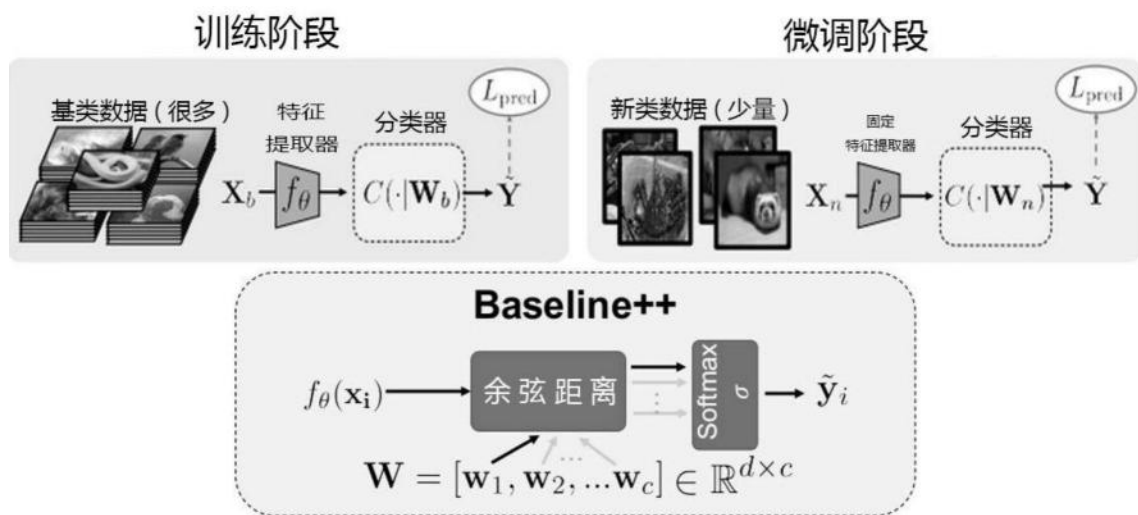 训练阶段
基类数据（很多）
特征
提取器
分类器
L_pred
X_b
f_θ
C(·|W_b)
Ỹ
微调阶段
新类数据（少量）
固定
特征提取器
分类器
L_pred
X_n
f_θ
C(·|W_n)
Ỹ
Baseline++
f_θ(x_i)
余弦距离
Softmax
σ
ỹ_i
...
W = [w_1, w_2, ...w_c] ∈ ℝ^{d×c}